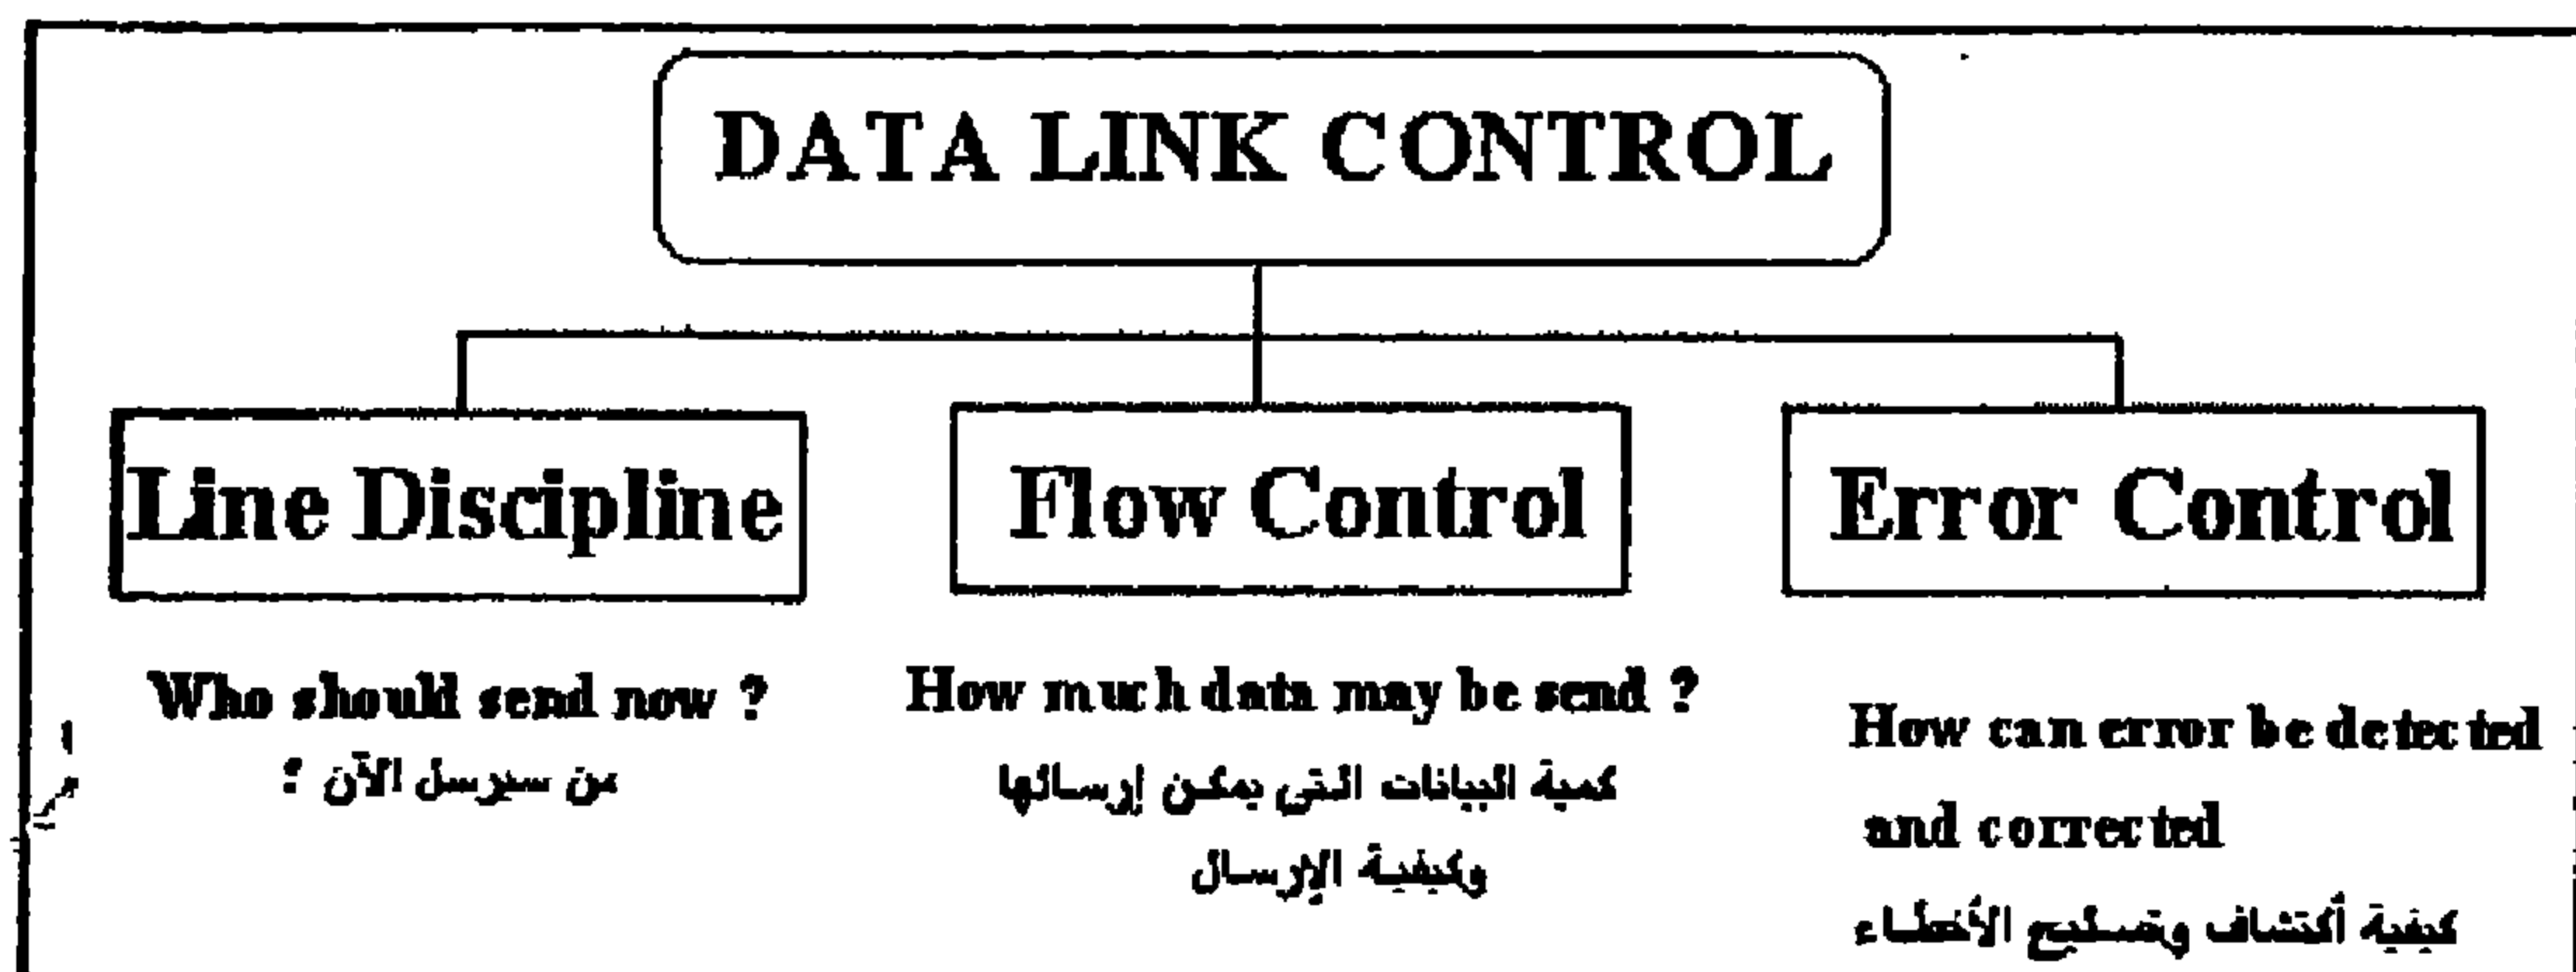 DATA LINK CONTROL
Line Discipline
Flow Control
Error Control
Who should send now ?
من سيرسل الآن ؟
How much data may be send ?
كمية البيانات التي يمكن إرسالها
وكيفية الإرسال
How can error be detected
and corrected
كيفية أكتشاف وتصحيح الأخطاء